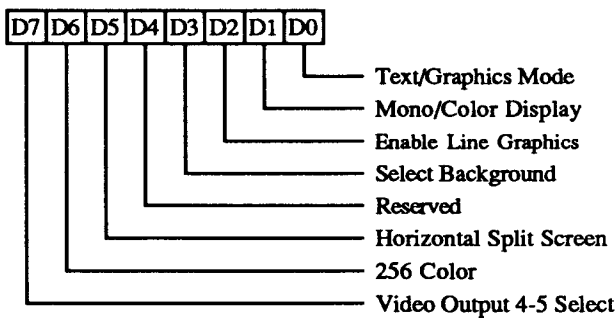 D7 D6 D5 D4 D3 D2 D1 D0
Text/Graphics Mode
Mono/Color Display
Enable Line Graphics
Select Background
Reserved
Horizontal Split Screen
256 Color
Video Output 4-5 Select